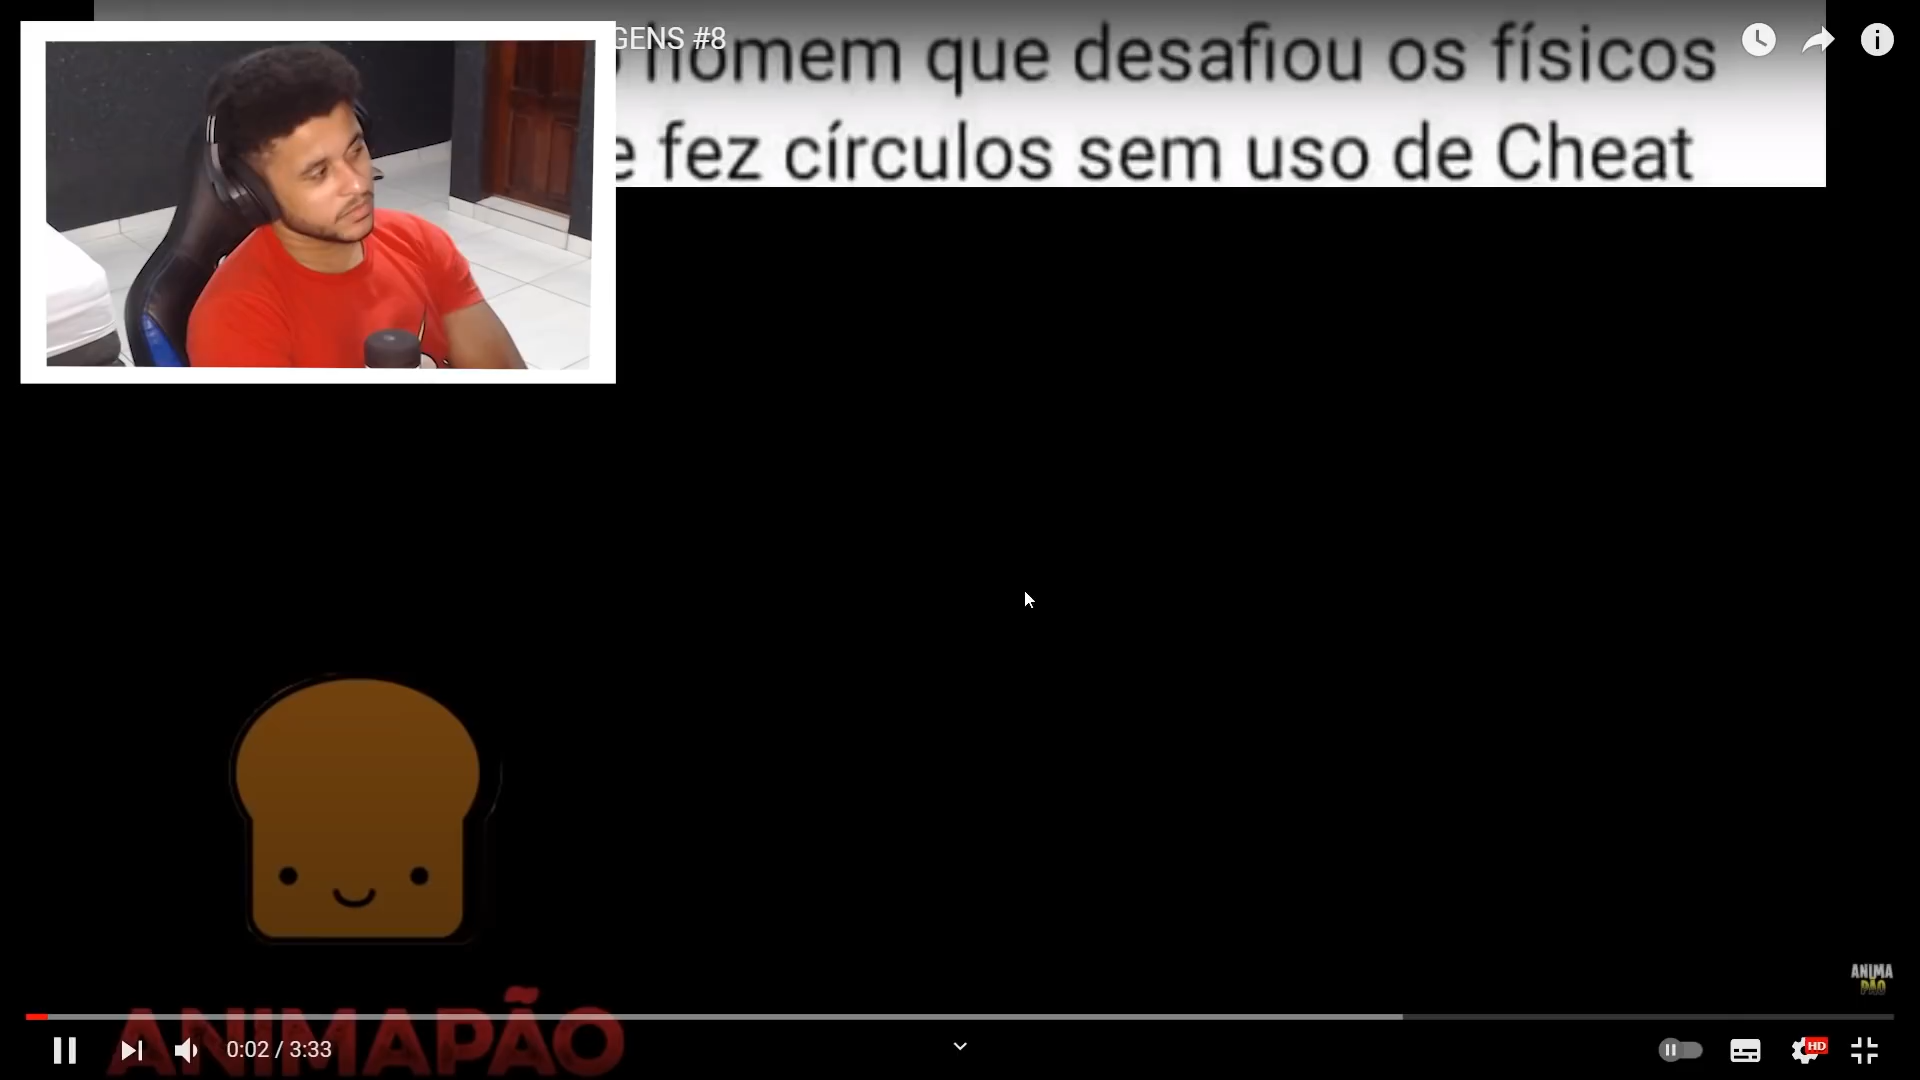 GENS #8
homem que desafiou os físicos
e fez círculos sem uso de Cheat
ANIMA
PÃO
ANIMAPÃO
0:02 / 3:33
HD